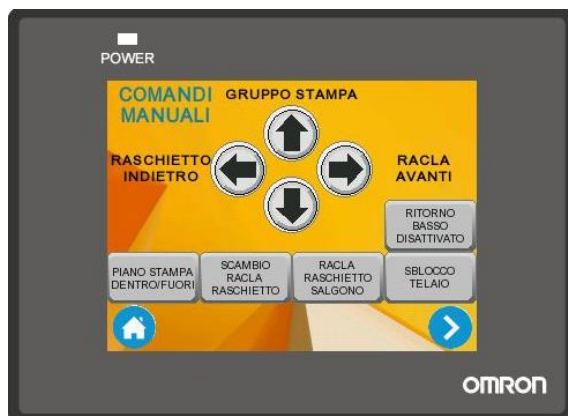 POWER
COMANDI
MANUALI
GRUPPO STAMPA
RASCHIETTO
INDIETRO
RACLA
AVANTI
RITORNO
BASSO
DISATTIVATO
PIANO STAMPA
DENTRO/FUORI
SCAMBIO
RACLA
RASCHIETTO
RACLA
RASCHIETTO
SALGONO
SBLOCCO
TELAIO
OMRON